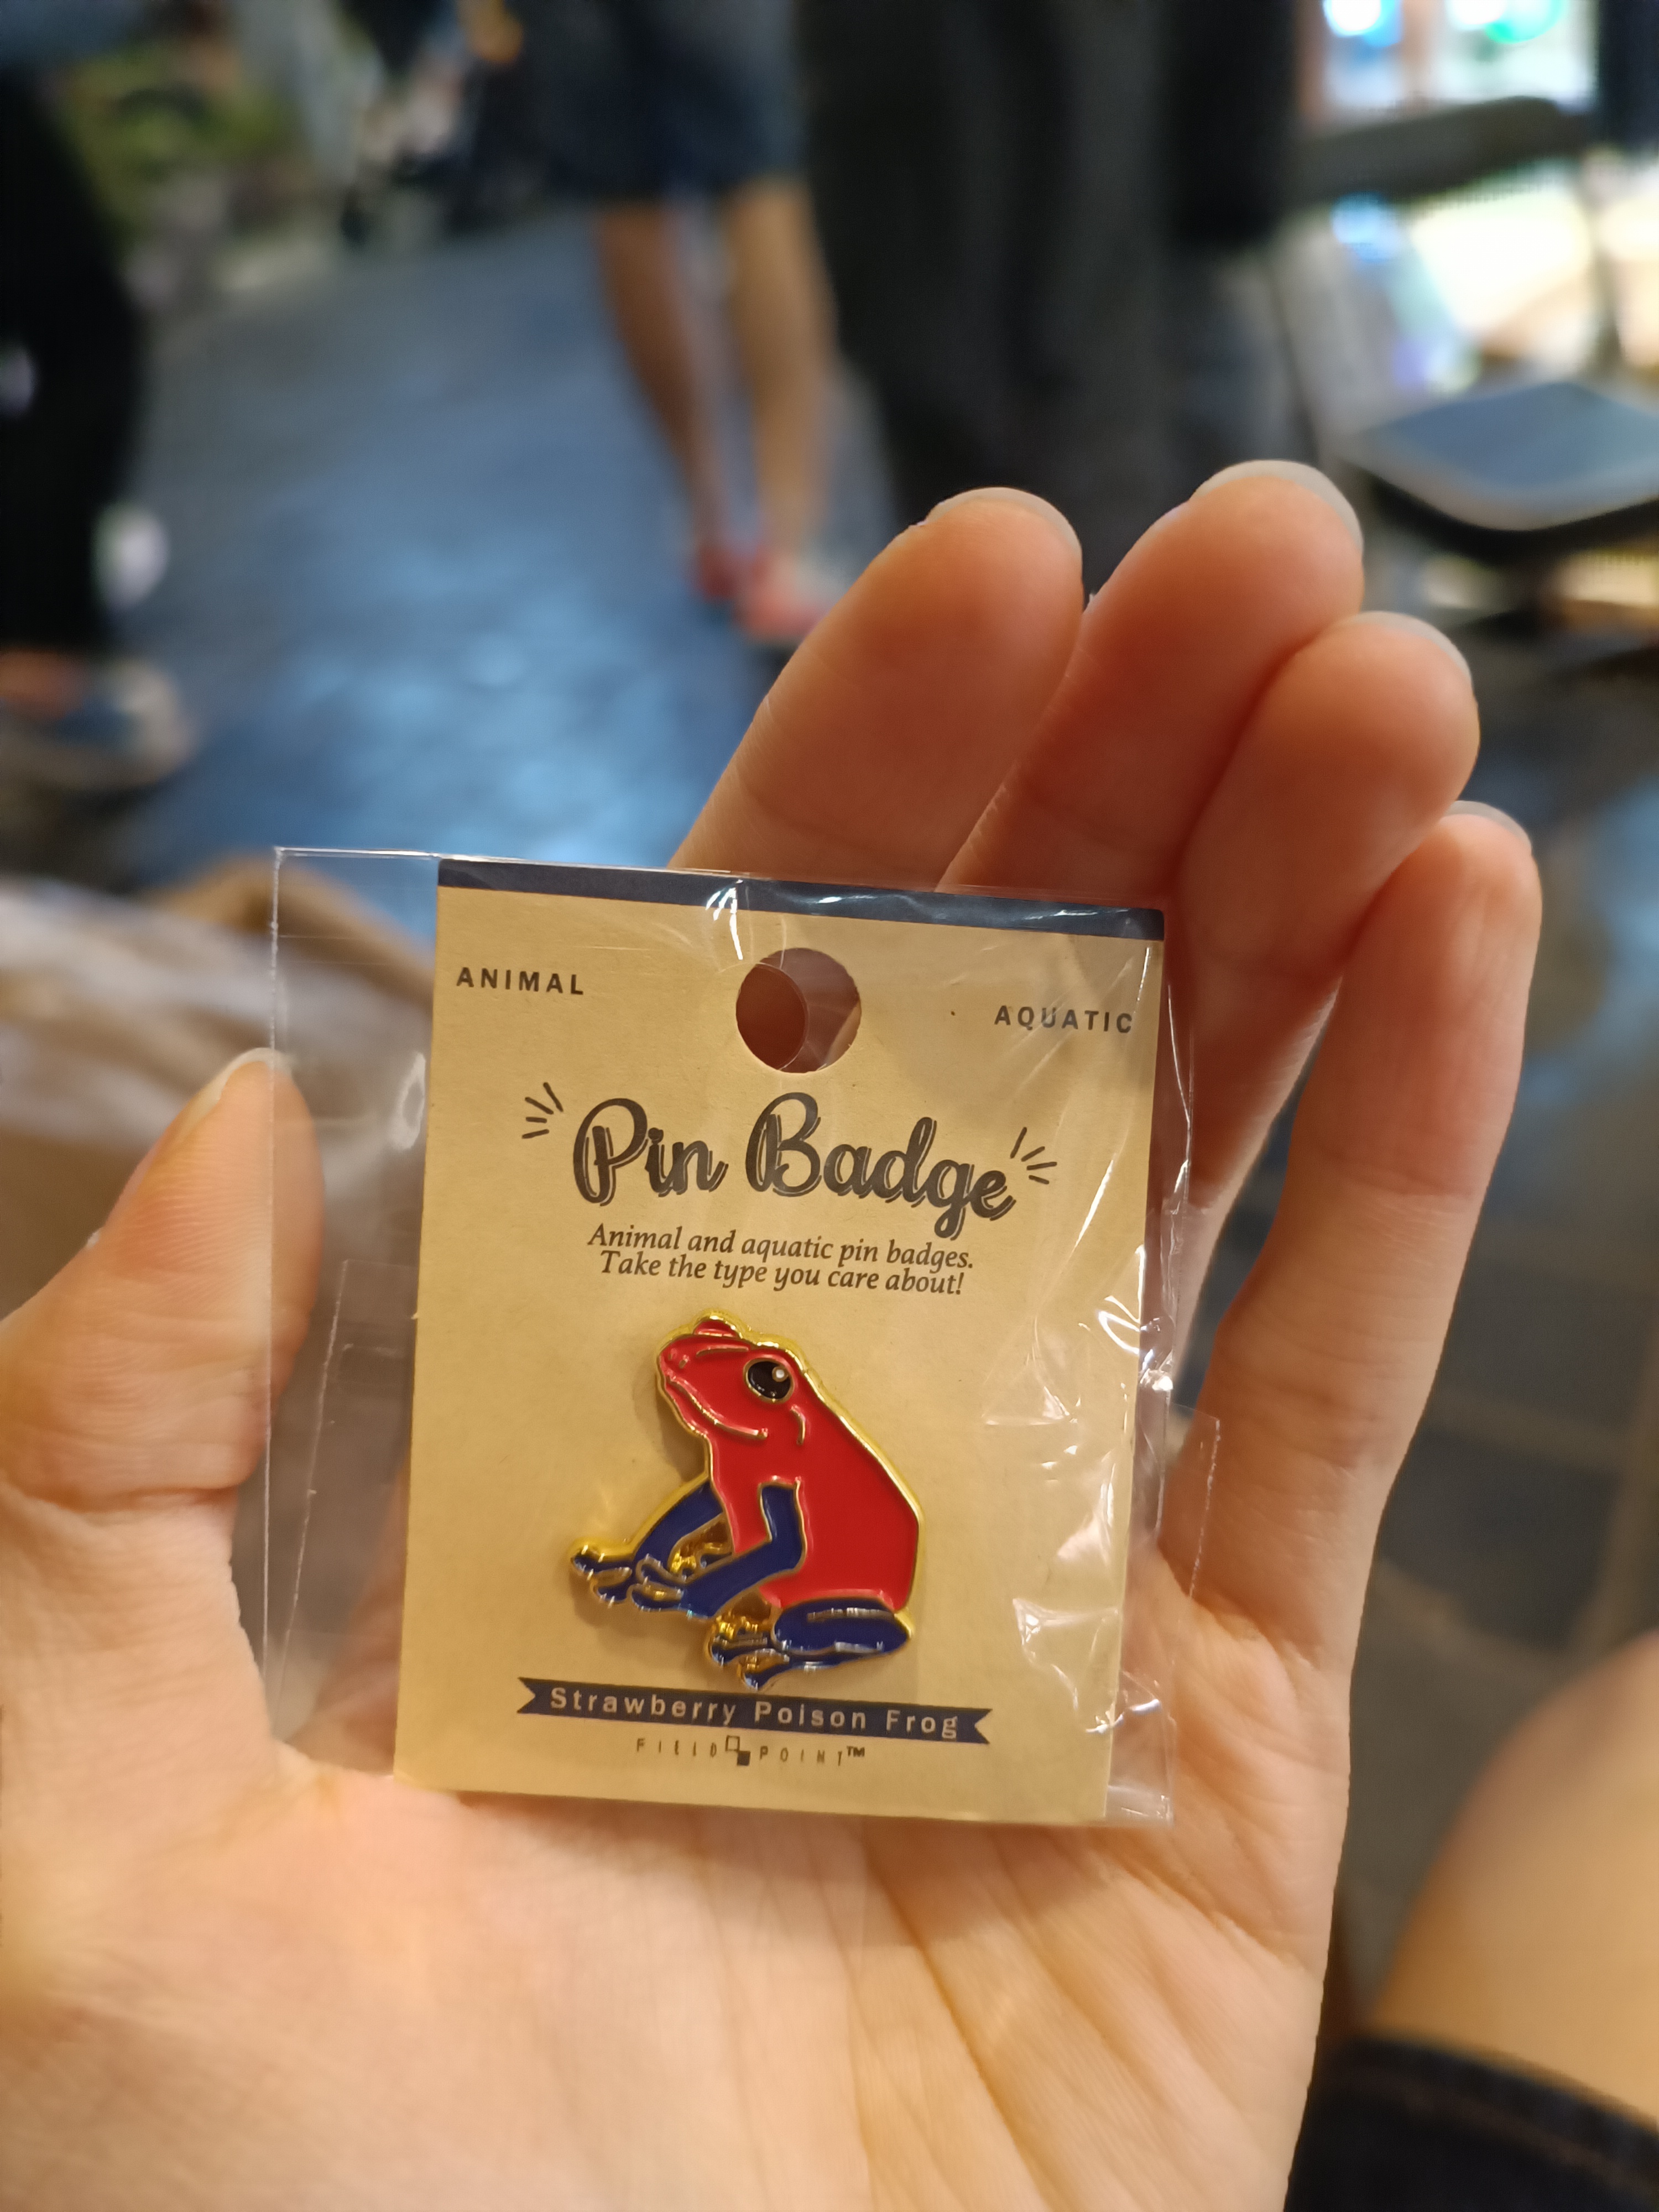 ANIMAL
AQUATIC
Pin Badge
Animal and aquatic pin badges.
Take the type you care about!
Strawberry Poison Frog
FIELD POINT™